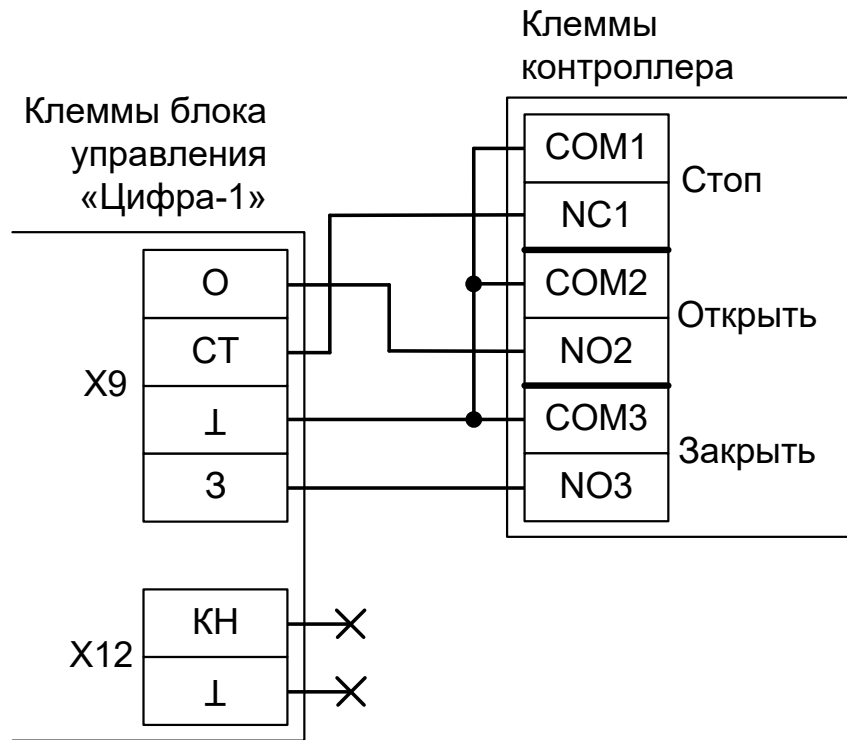 Клеммы
контроллера
Клеммы блока
управления
«Цифра-1»
COM1
NC1
Стоп
COM2
NO2
Открыть
COM3
NO3
Закрыть
X9
О
СТ
⊥
З
X12
КН
⊥